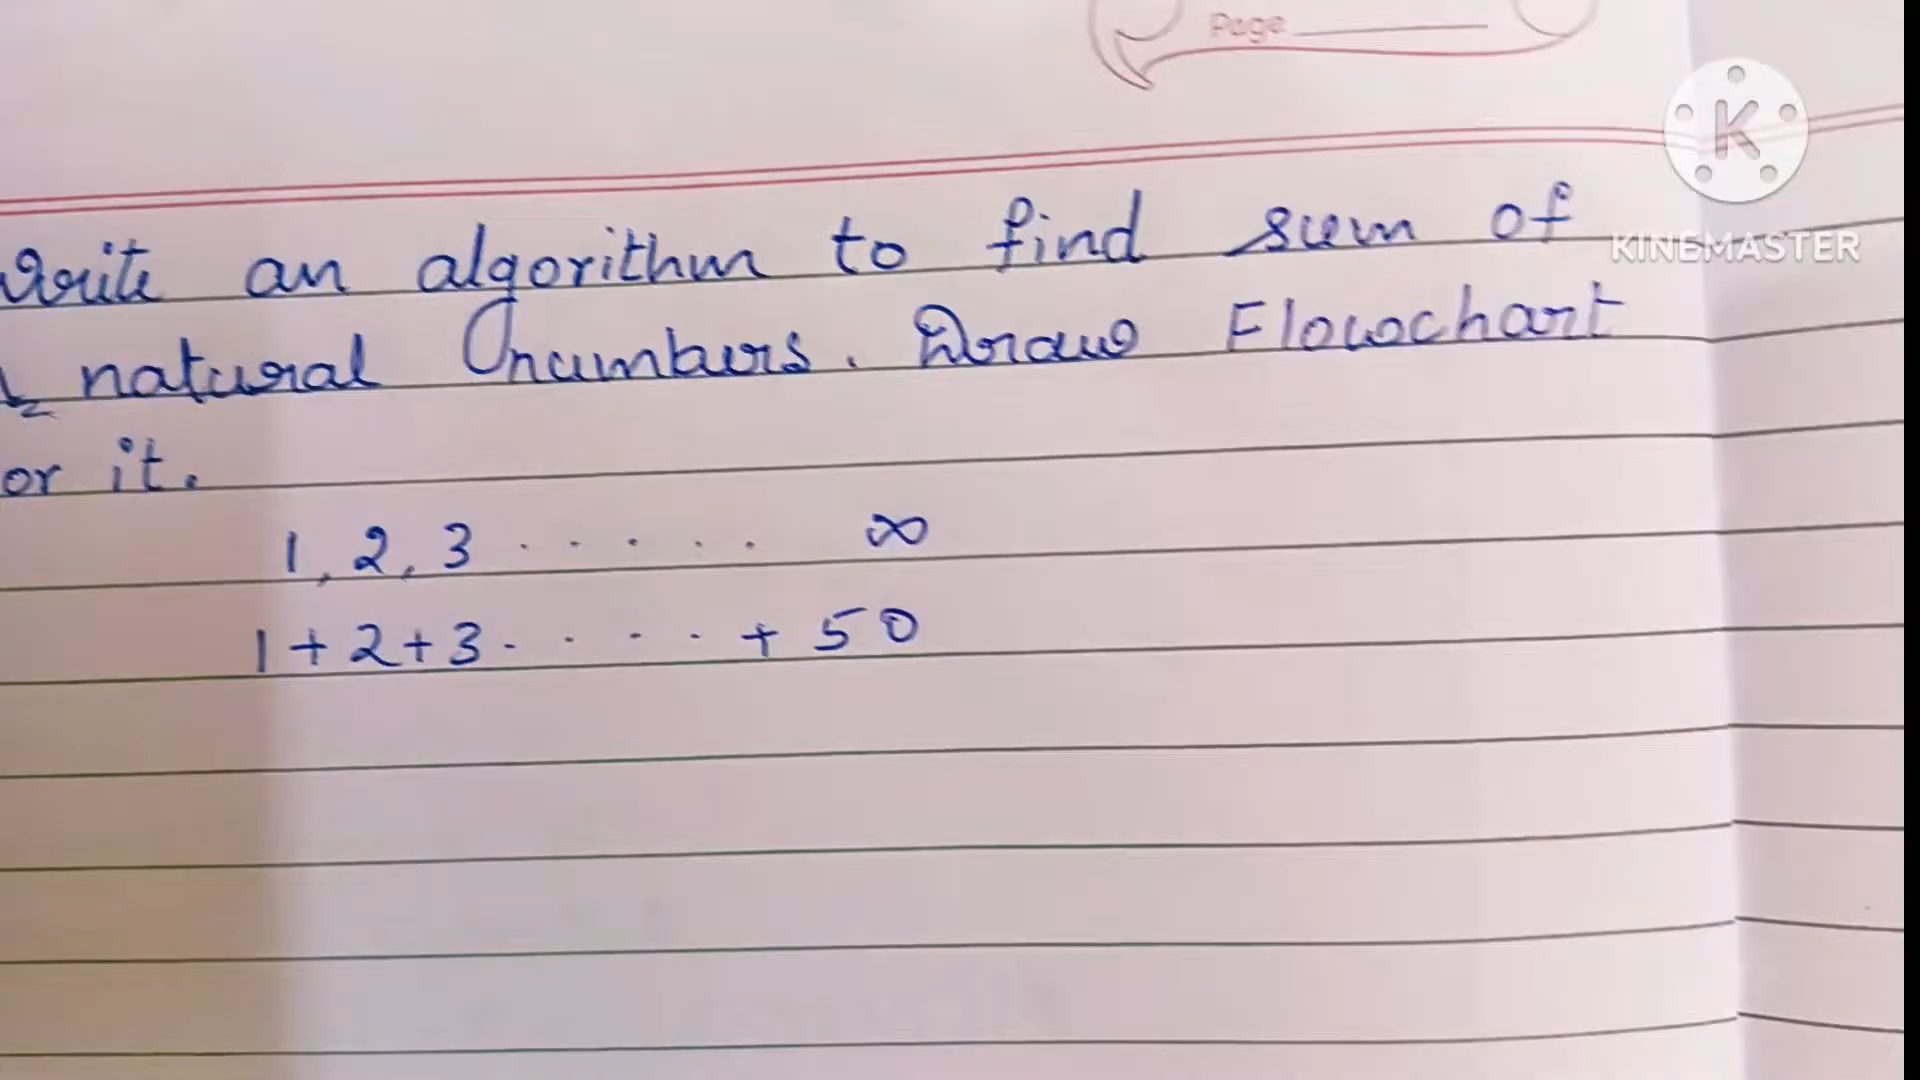 Page
KINEMASTER
Write an algorithm to find sum of
natural numbers. Draw Flowchart
or it.
1, 2, 3 . . . . . ∞
1 + 2 + 3 . . . . + 50